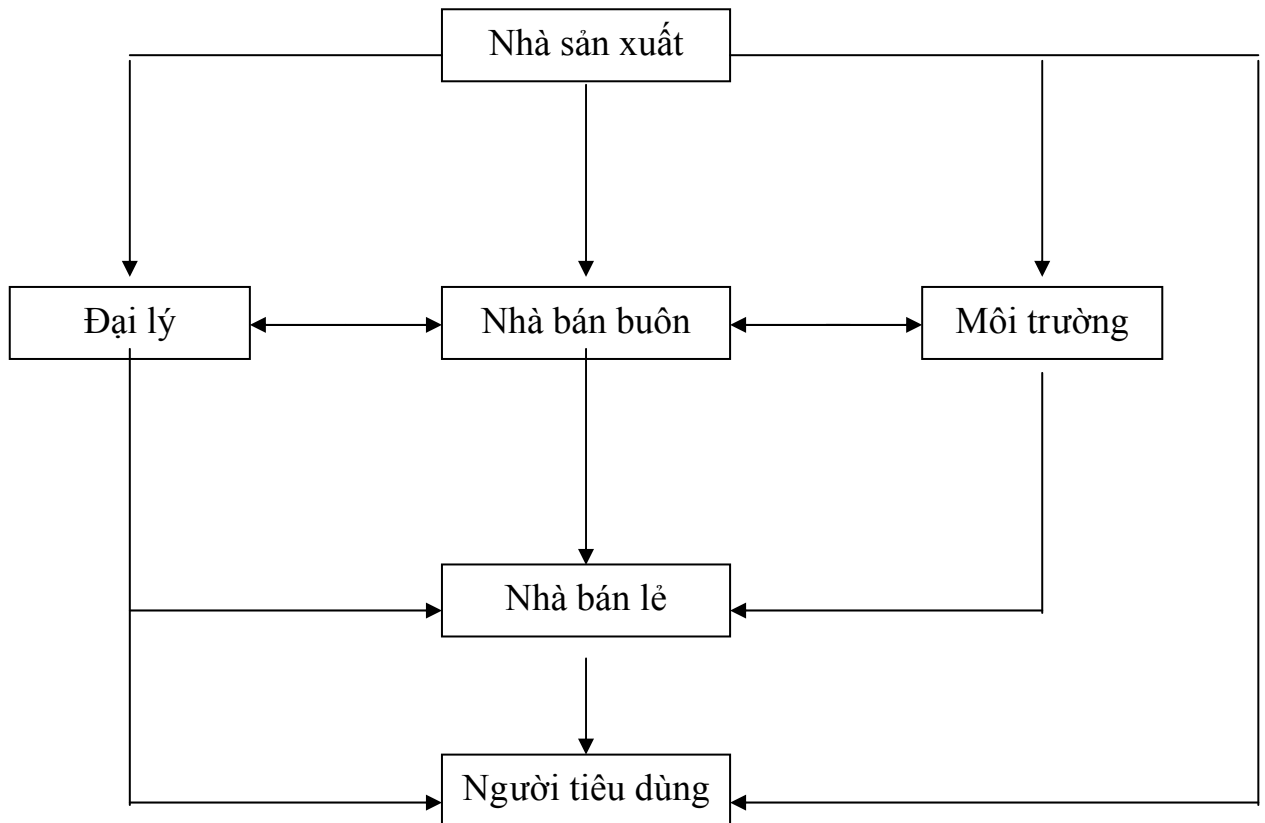 Nhà sản xuất
Đại lý
Nhà bán buôn
Môi trường
Nhà bán lẻ
Người tiêu dùng